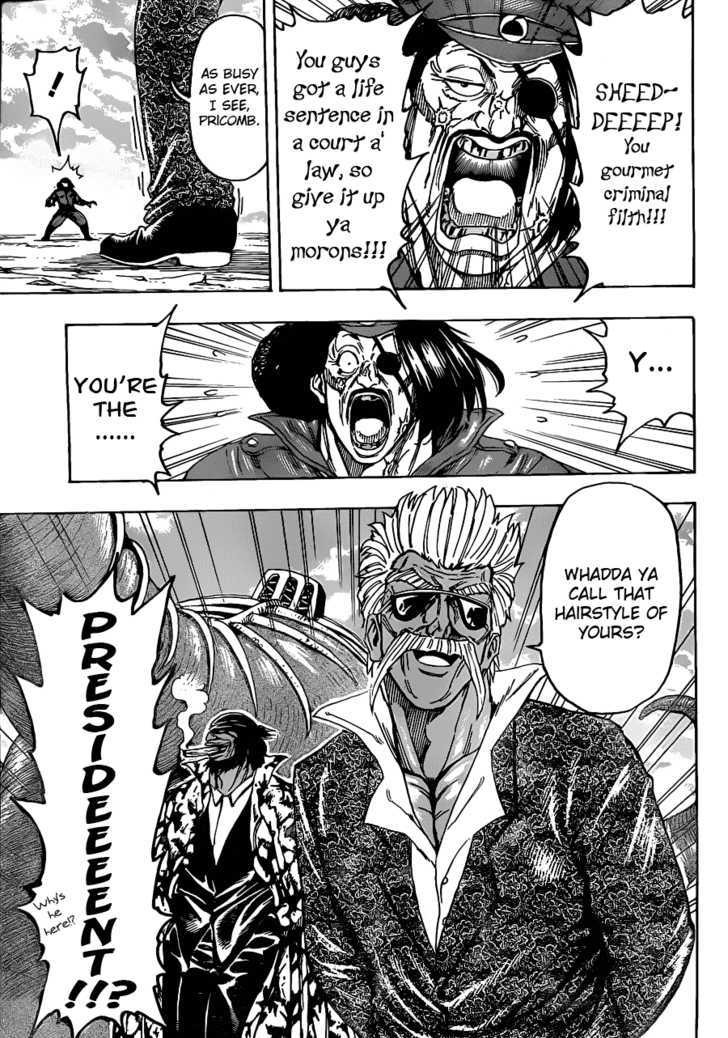 SHEED-
DEEEEP!
You
gourmet
criminal
filth!!!
You guys
got a life
sentence in
a court a'
law, so
give it up
ya
morons!!!
AS BUSY
AS EVER,
I SEE,
PRICOMB.
!
Y...
YOU'RE
THE
......
WHADDA YA
CALL THAT
HAIRSTYLE OF
YOURS?
PRESIDEEEENT!!?
Why's
he
here!?